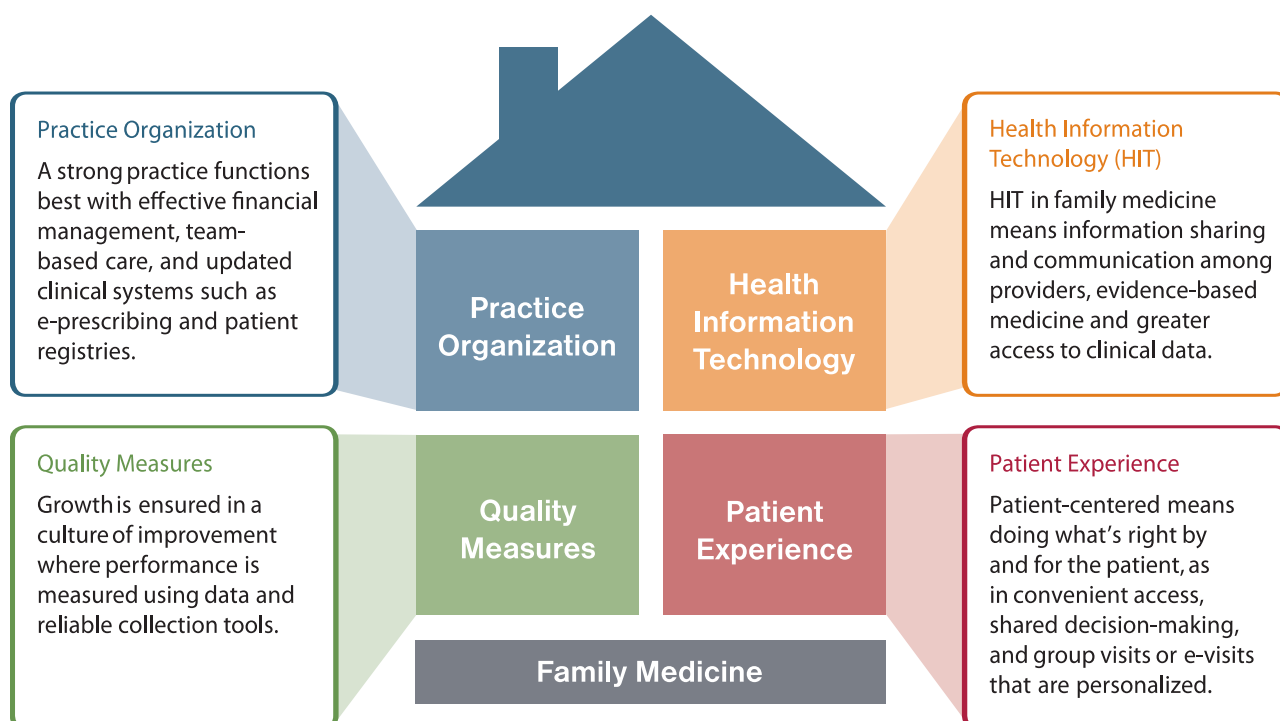 Practice Organization
A strong practice functions
best with effective financial
management, team-
based care, and updated
clinical systems such as
e-prescribing and patient
registries.
Health Information
Technology (HIT)
HIT in family medicine
means information sharing
and communication among
providers, evidence-based
medicine and greater
access to clinical data.
Practice
Organization
Health
Information
Technology
Quality Measures
Growth is ensured in a
culture of improvement
where performance is
measured using data and
reliable collection tools.
Quality
Measures
Patient
Experience
Patient Experience
Patient-centered means
doing what's right by
and for the patient, as
in convenient access,
shared decision-making,
and group visits or e-visits
that are personalized.
Family Medicine